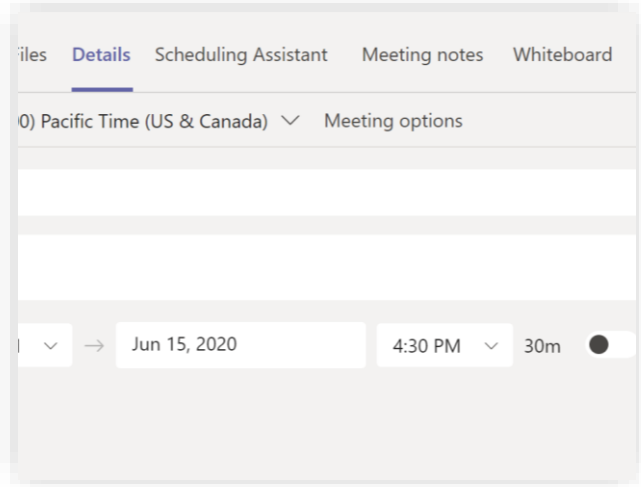 Files Details Scheduling Assistant Meeting notes Whiteboard
0) Pacific Time (US & Canada) Meeting options
→ Jun 15, 2020 4:30 PM 30m